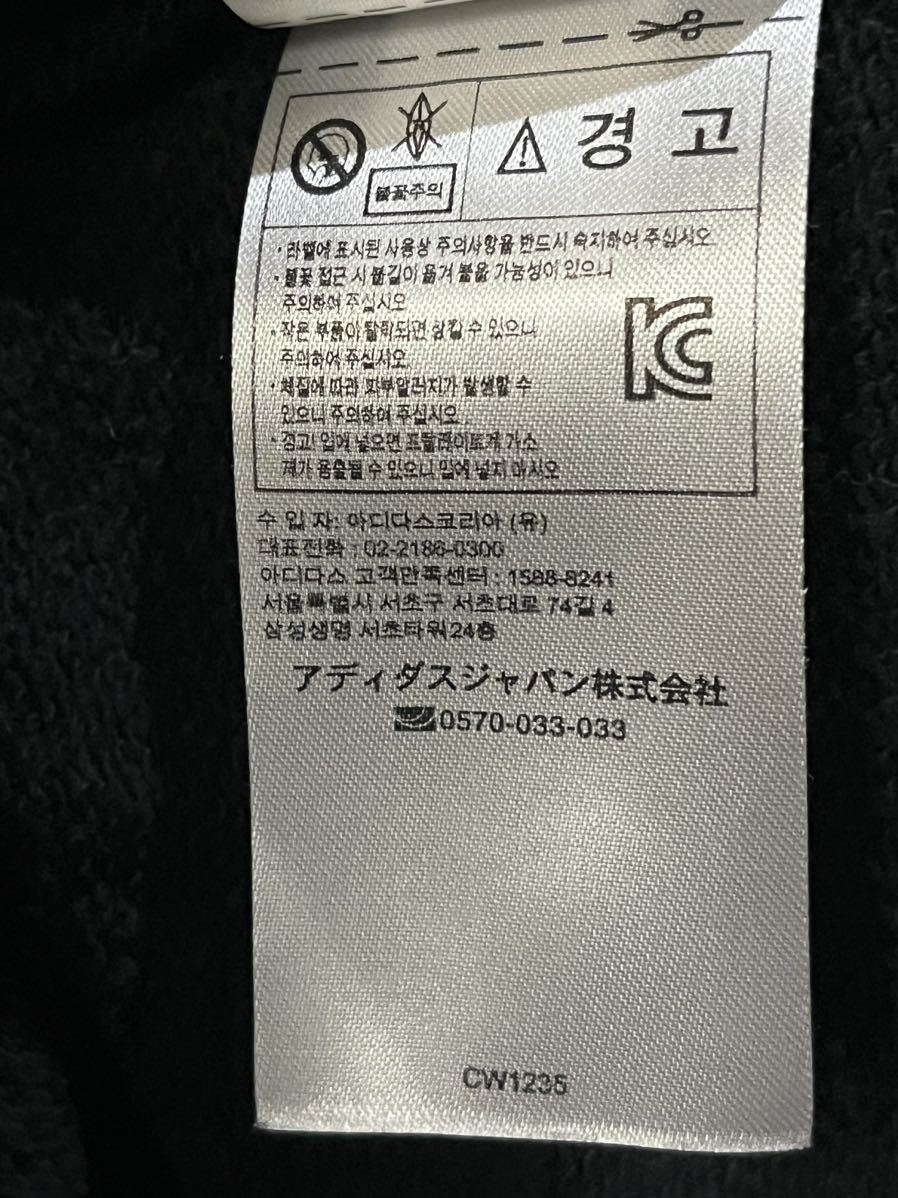 불꽃주의
경 고
· 라벨에 표시된 사용상 주의사항을 반드시 숙지하여 주십시오
· 불꽃 접근 시 불길이 옮겨 붙을 가능성이 있으니
주의하여 주십시오
· 작은 부품이 탈락되면 삼킬 수 있으니
주의하여 주십시오.
· 체질에 따라 피부알러지가 발생할 수
있으니 주의하여 주십시오.
· 경고! 입에 넣으면 프탈레이트계 가소
제가 용출될 수 있으니 입에 넣지 마시오
KC
수 입 자: 아디다스코리아 (유)
대표전화 : 02-2186-0300
아디다스 고객만족센터 : 1588-8241
서울특별시 서초구 서초대로 74길 4
삼성생명 서초타워 24층
アディダスジャパン株式会社
0570-033-033
CW1235